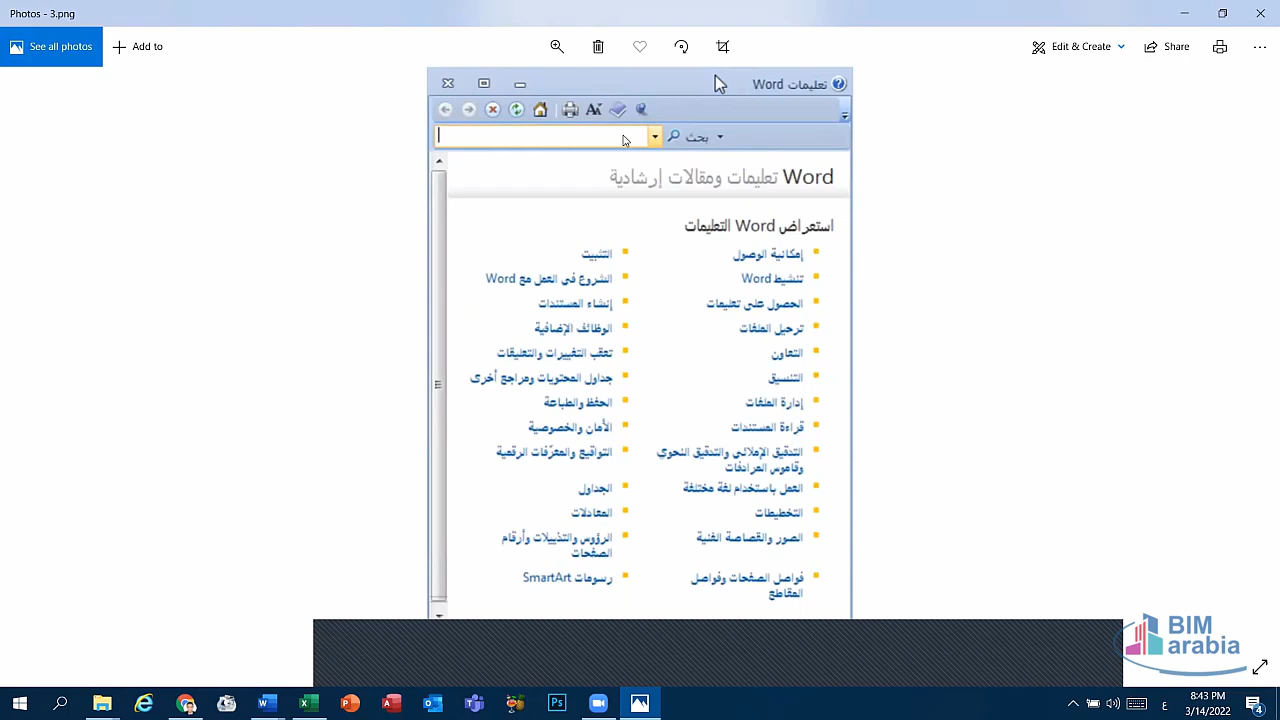 Photos - 3.png
See all photos
Add to
Edit & Create
Share
تعليمات Word
بحث
Word تعليمات ومقالات إرشادية
استعراض Word التعليمات
إمكانية الوصول
تنشيط Word
الحصول على تعليمات
ترحيل الملفات
التعاون
التنسيق
إدارة الملفات
قراءة المستندات
التدقيق الإملائي والتدقيق النحوي
وقاموس المرادفات
العمل باستخدام لغة مختلفة
التخطيطات
الصور والقصاصة الفنية
فواصل الصفحات وفواصل
المقاطع
التثبيت
الشروع في العمل مع Word
إنشاء المستندات
الوظائف الإضافية
تعقب التغييرات والتعليقات
جداول المحتويات ومراجع أخرى
الحفظ والطباعة
الأمان والخصوصية
التواقيع والمعرّفات الرقمية
الجداول
المعادلات
الرؤوس والتذييلات وأرقام
الصفحات
رسومات SmartArt
BIM
arabia
8:43 PM
3/14/2022
ع